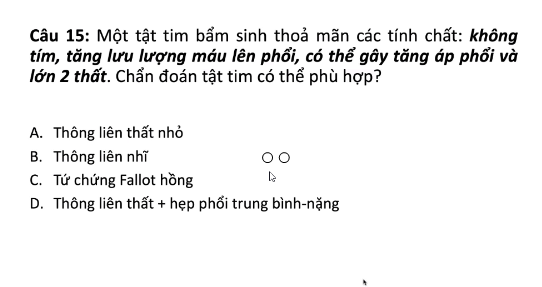 Câu 15: Một tật tim bẩm sinh thoả mãn các tính chất: không
tím, tăng lưu lượng máu lên phổi, có thể gây tăng áp phổi và
lớn 2 thất. Chẩn đoán tật tim có thể phù hợp?
A. Thông liên thất nhỏ
B. Thông liên nhĩ
C. Tứ chứng Fallot hồng
D. Thông liên thất + hẹp phổi trung bình-nặng